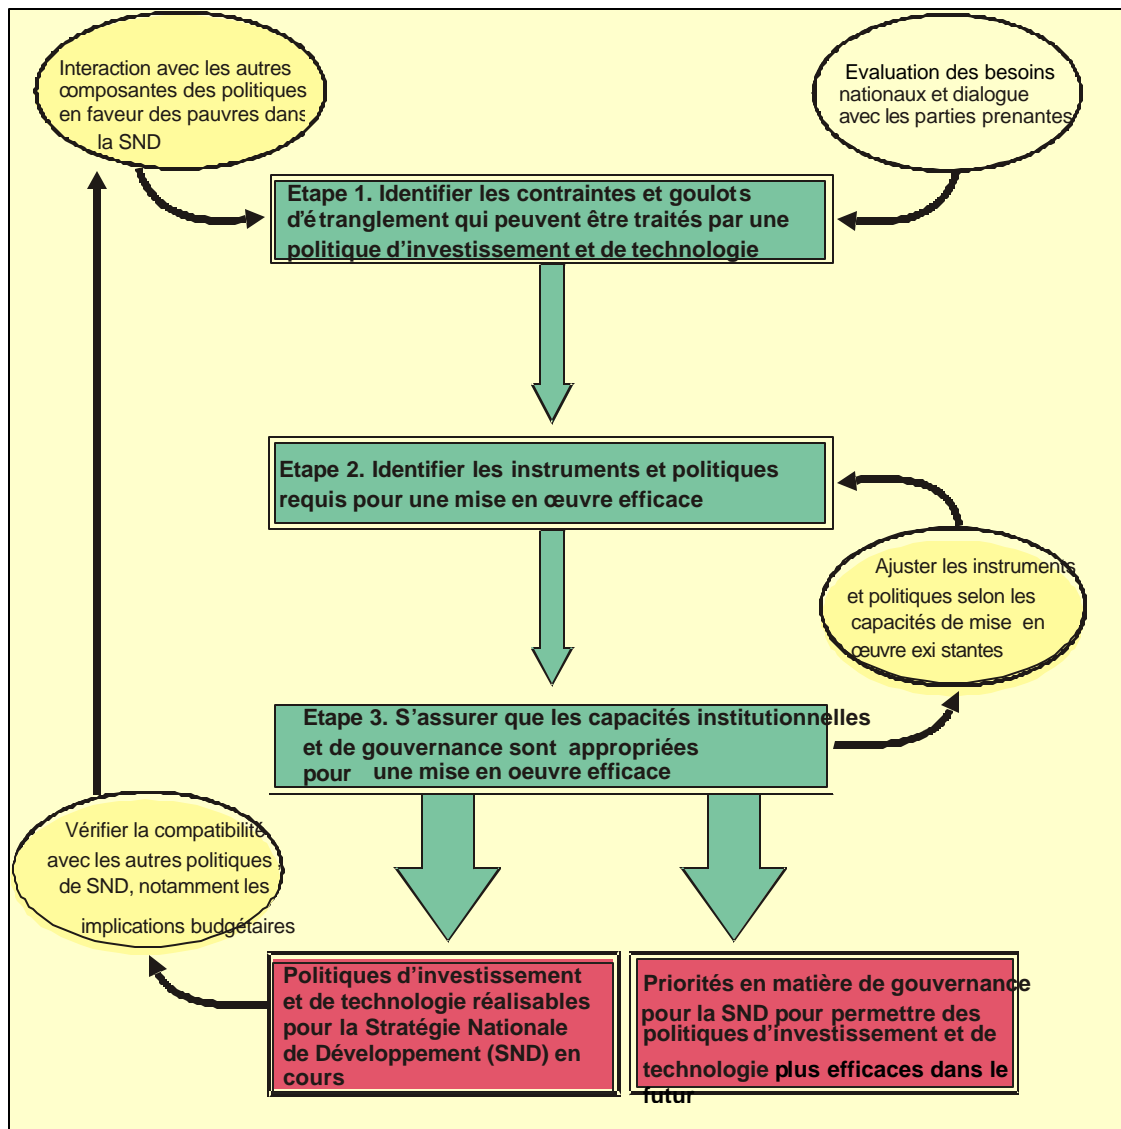 Interaction avec les autres
composantes des politiques
en faveur des pauvres dans
la SND
Evaluation des besoins
nationaux et dialogue
avec les parties prenantes
Etape 1. Identifier les contraintes et goulots
d’étranglement qui peuvent être traités par une
politique d’investissement et de technologie
Etape 2. Identifier les instruments et politiques
requis pour une mise en œuvre efficace
Ajuster les instruments
et politiques selon les
capacités de mise en
œuvre exi stantes
Etape 3. S’assurer que les capacités institutionnelles
et de gouvernance sont appropriées
pour une mise en oeuvre efficace
Vérifier la compatibilité
avec les autres politiques
de SND, notamment les
implications budgétaires
Politiques d’investissement
et de technologie réalisables
pour la Stratégie Nationale
de Développement (SND) en
cours
Priorités en matière de gouvernance
pour la SND pour permettre des
politiques d’investissement et de
technologie plus efficaces dans le
futur